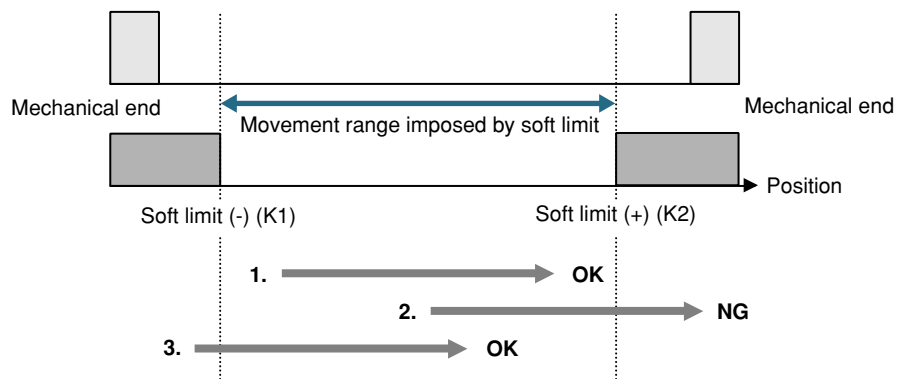 Mechanical end
Mechanical end
Movement range imposed by soft limit
Position
Soft limit (-) (K1)
Soft limit (+) (K2)
1.
OK
2.
NG
3.
OK